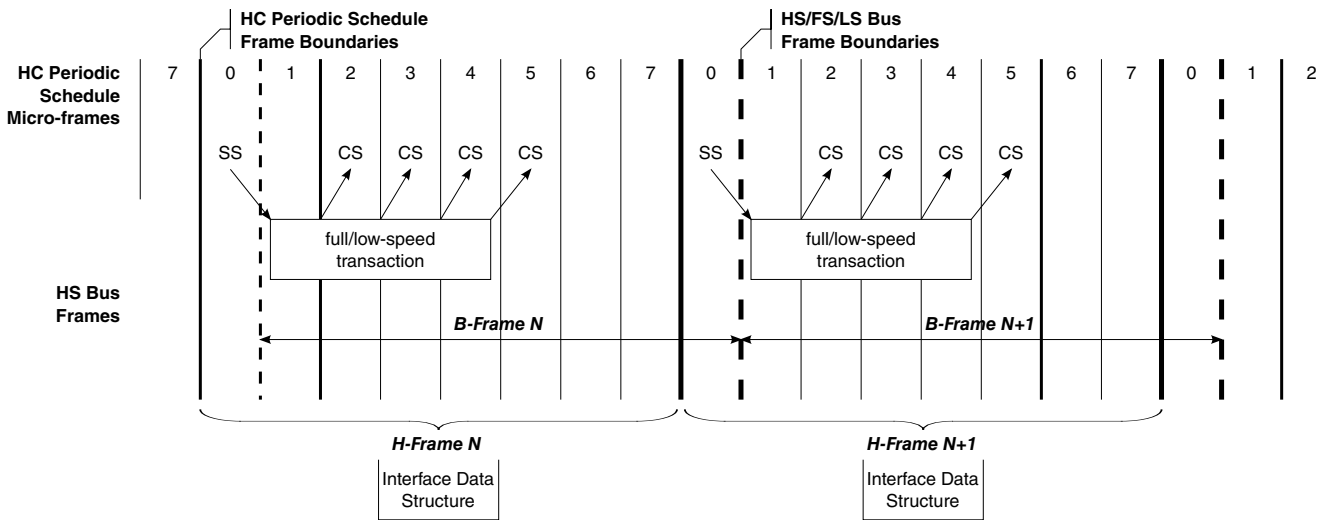 HC Periodic Schedule
Frame Boundaries
HS/FS/LS Bus
Frame Boundaries
HC Periodic
Schedule
Micro-frames
7 0 1 2 3 4 5 6 7 0 1 2 3 4 5 6 7 0 1 2
SS CS CS CS CS SS CS CS CS CS
full/low-speed
transaction
full/low-speed
transaction
HS Bus
Frames
B-Frame N
B-Frame N+1
H-Frame N
H-Frame N+1
Interface Data
Structure
Interface Data
Structure